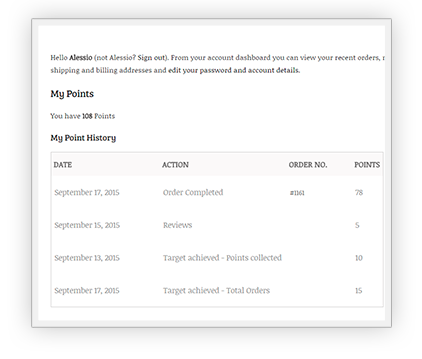 Hello Alessio (not Alessio? Sign out). From your account dashboard you can view your recent orders,
shipping and billing addresses and edit your password and account details.
My Points
You have 108 Points
My Point History
DATE ACTION ORDER NO. POINTS
September 17, 2015 Order Completed #1161 78
September 15, 2015 Reviews 5
September 13, 2015 Target achieved - Points collected 10
September 17, 2015 Target achieved - Total Orders 15